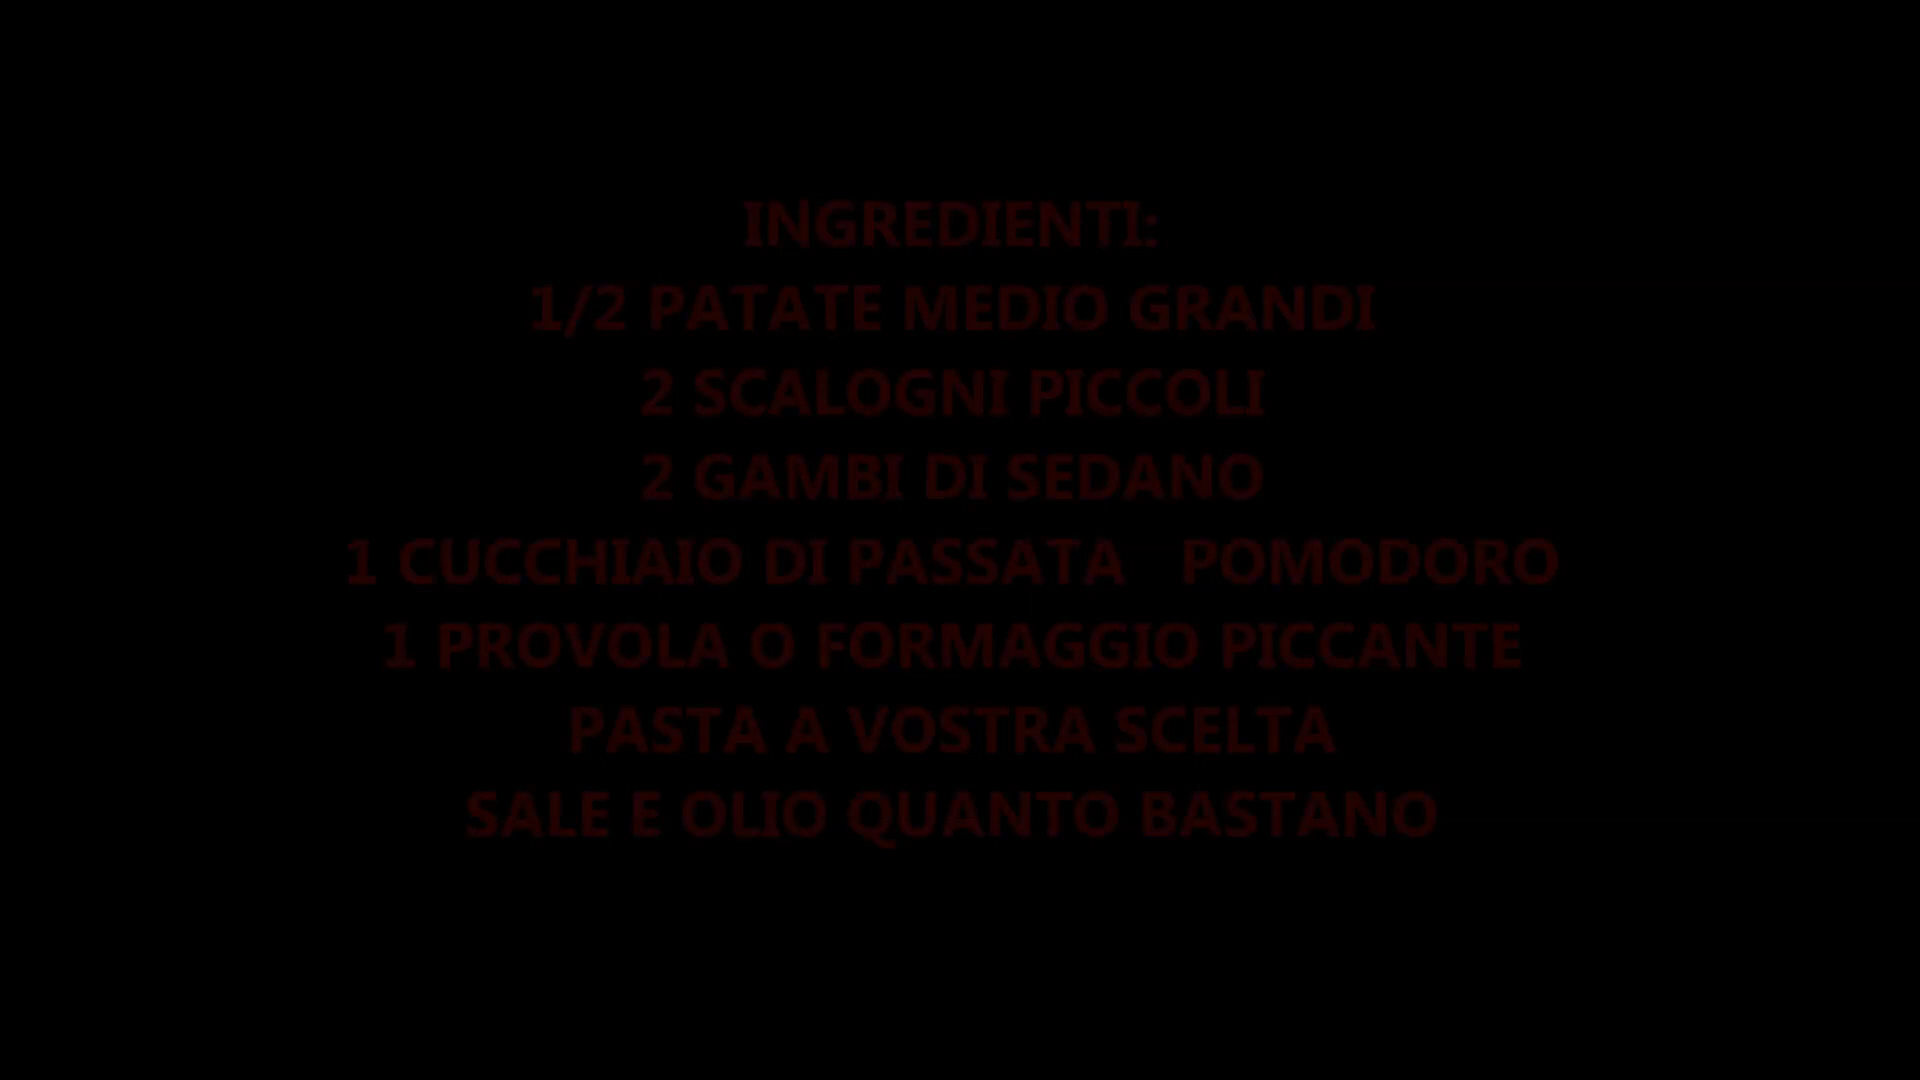 INGREDIENTI:
1/2 PATATE MEDIO GRANDI
2 SCALOGNI PICCOLI
2 GAMBI DI SEDANO
1 CUCCHIAIO DI PASSATA   POMODORO
1 PROVOLA O FORMAGGIO PICCANTE
PASTA A VOSTRA SCELTA
SALE E OLIO QUANTO BASTANO